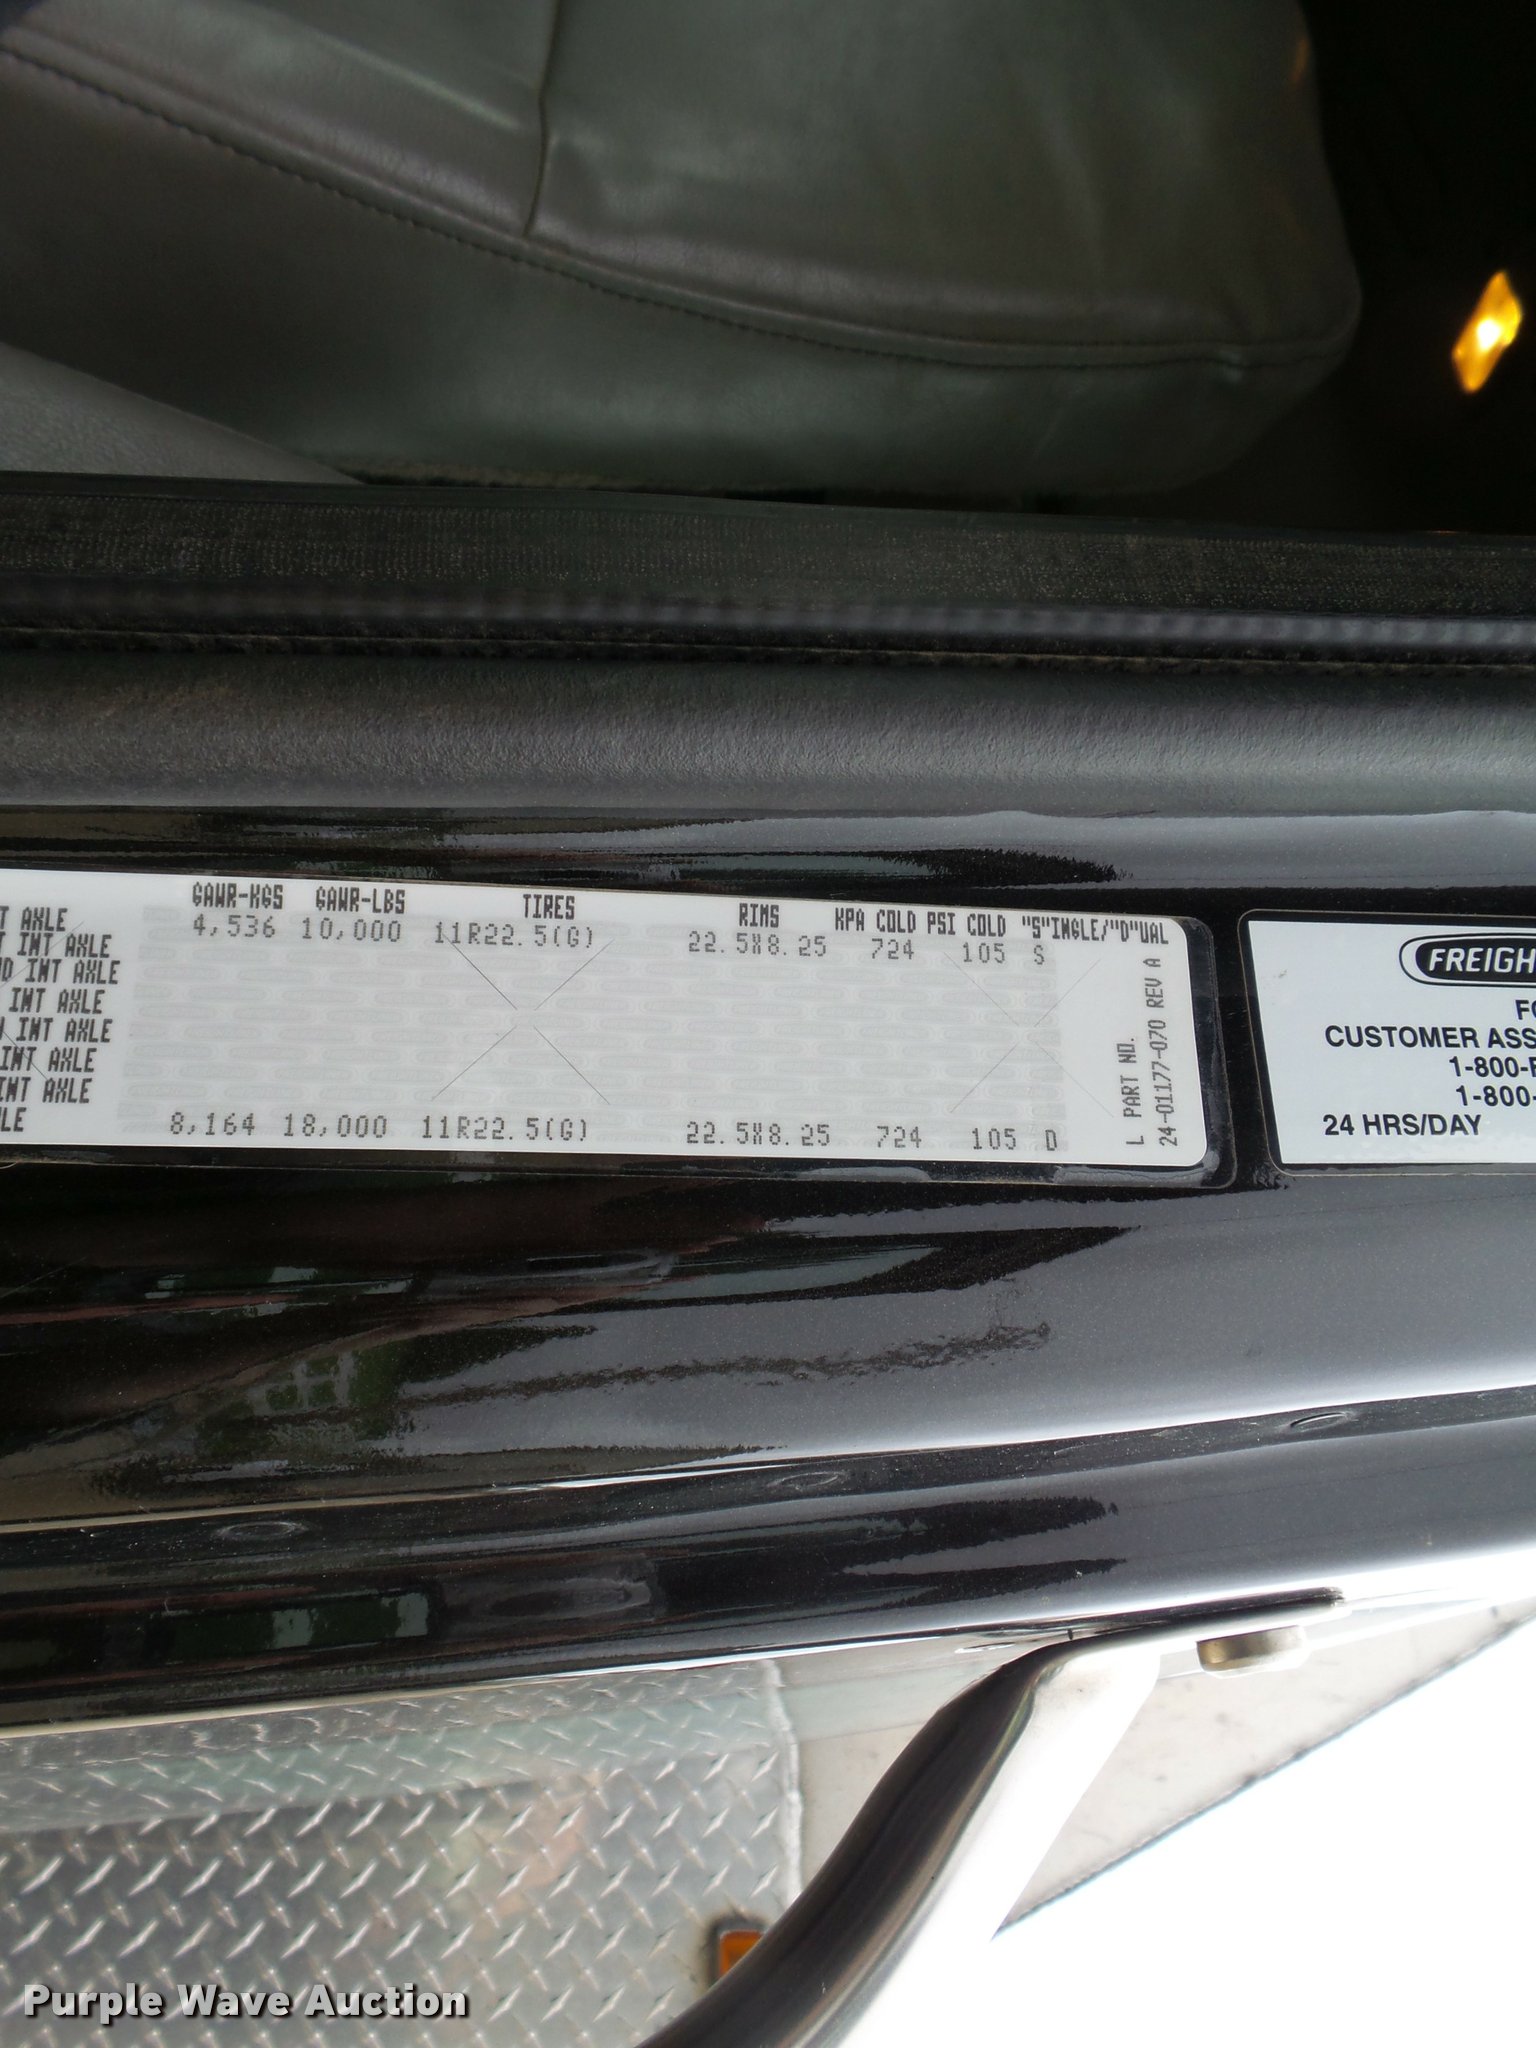 GAWR-KGS GAWR-LBS TIRES RIMS KPA COLD PSI COLD "S"INGLE/"D"UAL
T AXLE 4,536 10,000 11R22.5(G) 22.5X8.25 724 105 S
T INT AXLE
ND INT AXLE
INT AXLE
INT AXLE
INT AXLE
INT AXLE
LE 8,164 18,000 11R22.5(G) 22.5X8.25 724 105 D
L PART NO.
24-01177-070 REV A
FREIGH
FO
CUSTOMER ASS
1-800-F
1-800-
24 HRS/DAY
Purple Wave Auction